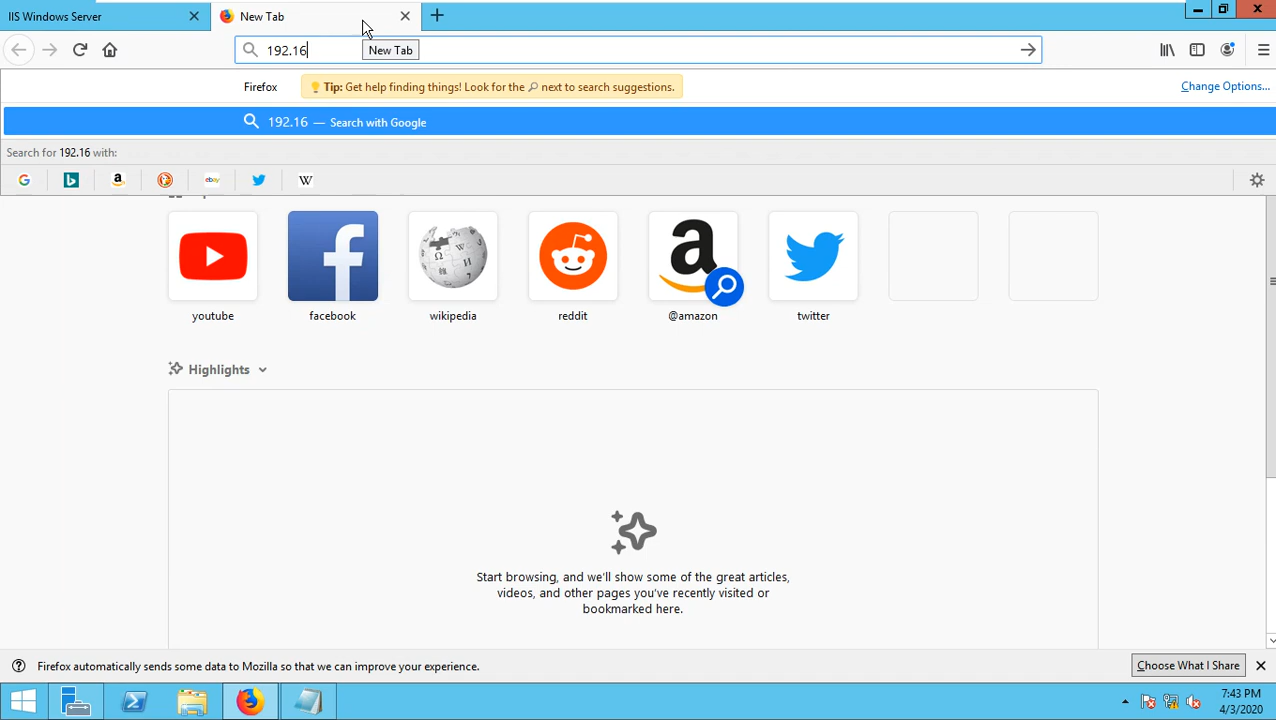 IIS Windows Server
New Tab
192.16
New Tab
Firefox
Tip: Get help finding things! Look for the next to search suggestions.
Change Options...
192.16 — Search with Google
Search for 192.16 with:
G
b
a
ebay
W
youtube
facebook
wikipedia
reddit
@amazon
twitter
Highlights
Start browsing, and we'll show some of the great articles,
videos, and other pages you've recently visited or
bookmarked here.
Firefox automatically sends some data to Mozilla so that we can improve your experience.
Choose What I Share
7:43 PM
4/3/2020